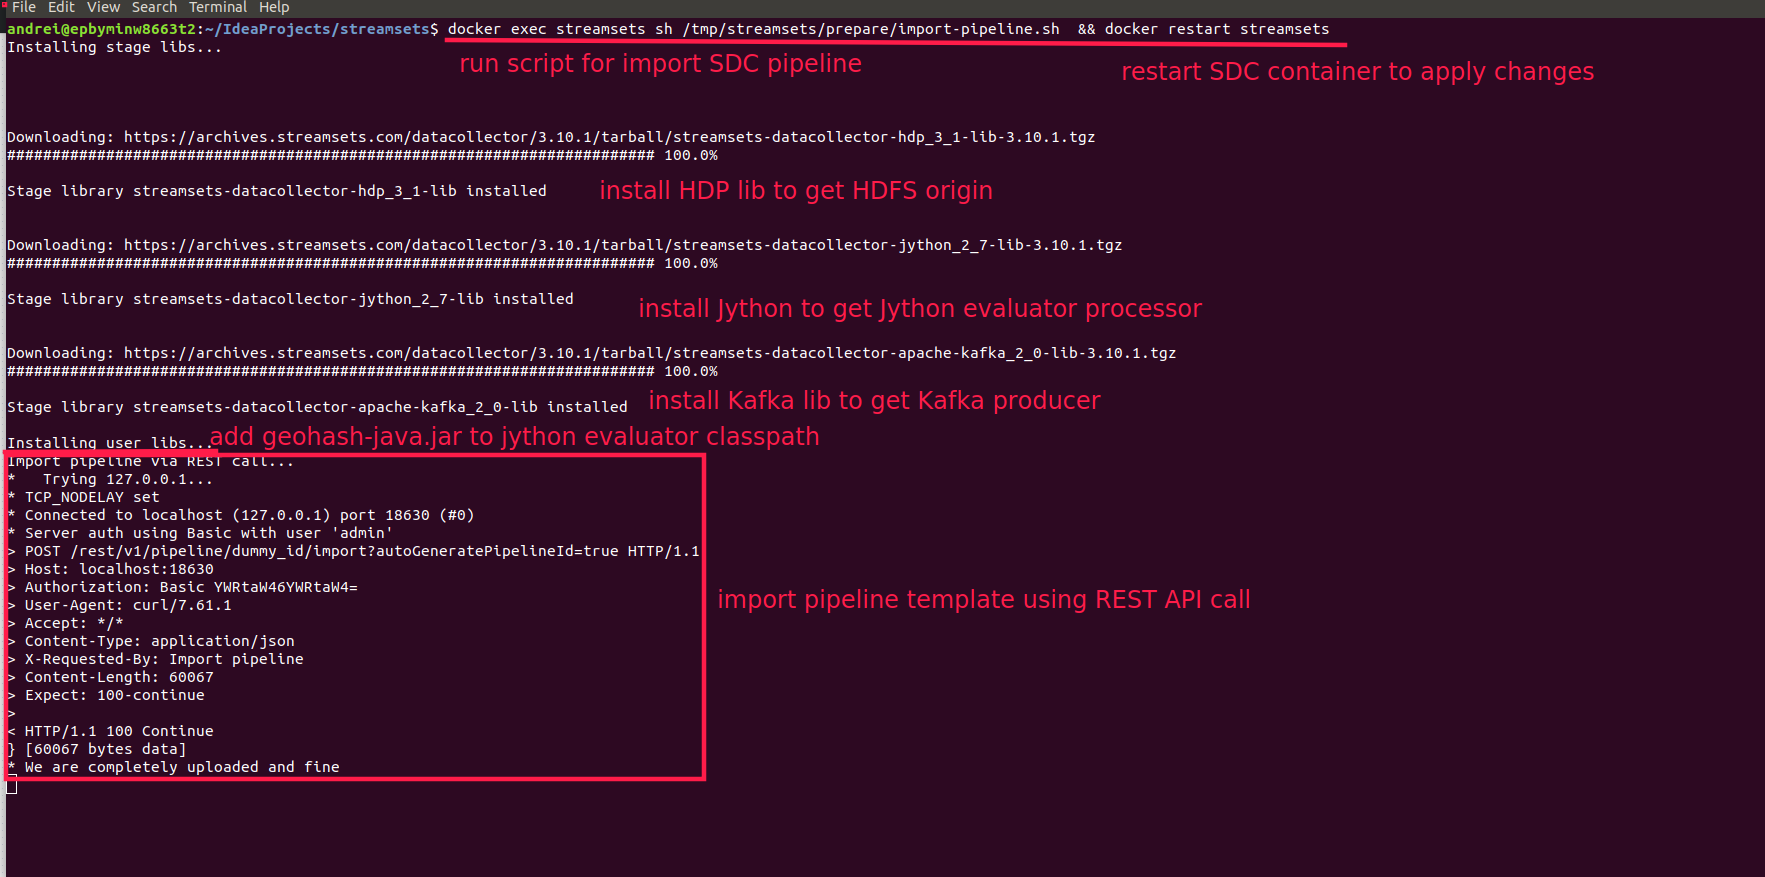 File Edit View Search Terminal Help
andrei@epbyminw8663t2:~/IdeaProjects/streamsets$ docker exec streamsets sh /tmp/streamsets/prepare/import-pipeline.sh  && docker restart streamsets
Installing stage libs...
run script for import SDC pipeline
restart SDC container to apply changes
Downloading: https://archives.streamsets.com/datacollector/3.10.1/tarball/streamsets-datacollector-hdp_3_1-lib-3.10.1.tgz
######################################################################## 100.0%
Stage library streamsets-datacollector-hdp_3_1-lib installed
install HDP lib to get HDFS origin
Downloading: https://archives.streamsets.com/datacollector/3.10.1/tarball/streamsets-datacollector-jython_2_7-lib-3.10.1.tgz
######################################################################## 100.0%
Stage library streamsets-datacollector-jython_2_7-lib installed
install Jython to get Jython evaluator processor
Downloading: https://archives.streamsets.com/datacollector/3.10.1/tarball/streamsets-datacollector-apache-kafka_2_0-lib-3.10.1.tgz
######################################################################## 100.0%
Stage library streamsets-datacollector-apache-kafka_2_0-lib installed
install Kafka lib to get Kafka producer
Installing user libs...
add geohash-java.jar to jython evaluator classpath
Import pipeline via REST call...
*   Trying 127.0.0.1...
* TCP_NODELAY set
* Connected to localhost (127.0.0.1) port 18630 (#0)
* Server auth using Basic with user 'admin'
> POST /rest/v1/pipeline/dummy_id/import?autoGeneratePipelineId=true HTTP/1.1
> Host: localhost:18630
> Authorization: Basic YWRtaW46YWRtaW4=
> User-Agent: curl/7.61.1
> Accept: */*
> Content-Type: application/json
> X-Requested-By: Import pipeline
> Content-Length: 60067
> Expect: 100-continue
>
< HTTP/1.1 100 Continue
} [60067 bytes data]
* We are completely uploaded and fine
import pipeline template using REST API call